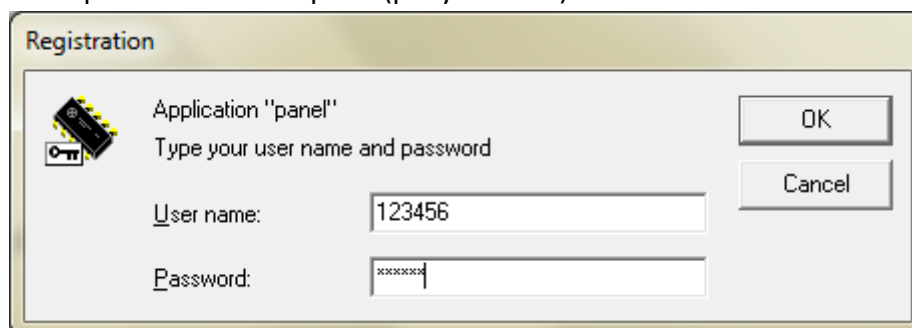 Registration
Application "panel"
Type your user name and password
OK
Cancel
User name:
123456
Password:
××××××